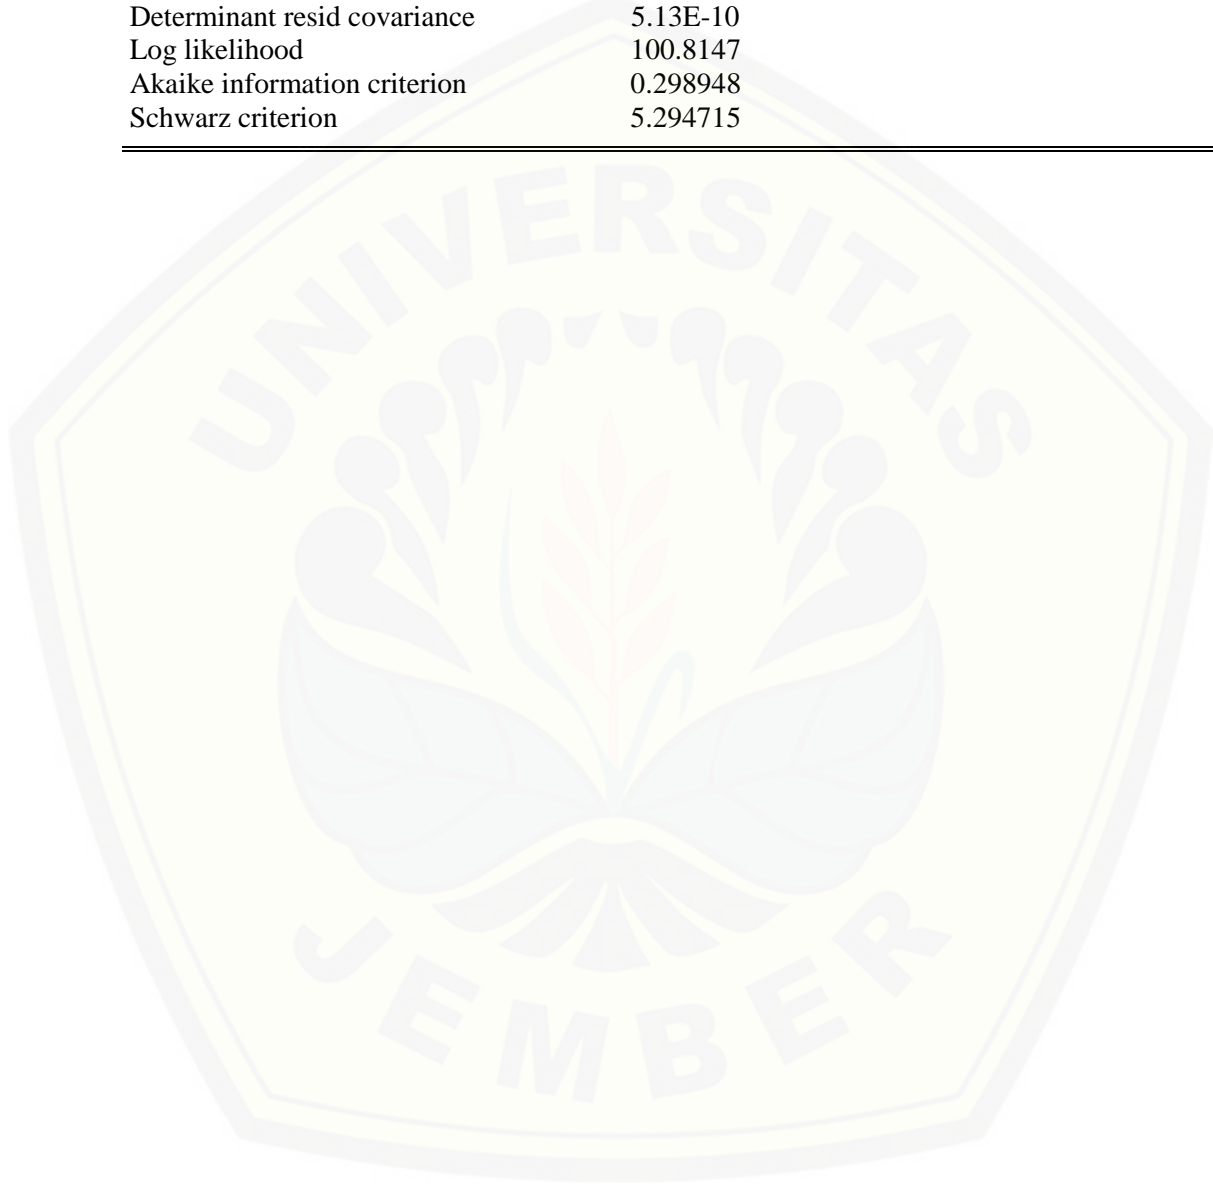 Determinant resid covariance 5.13E-10
Log likelihood 100.8147
Akaike information criterion 0.298948
Schwarz criterion 5.294715
UNIVERSITAS
JEMBER